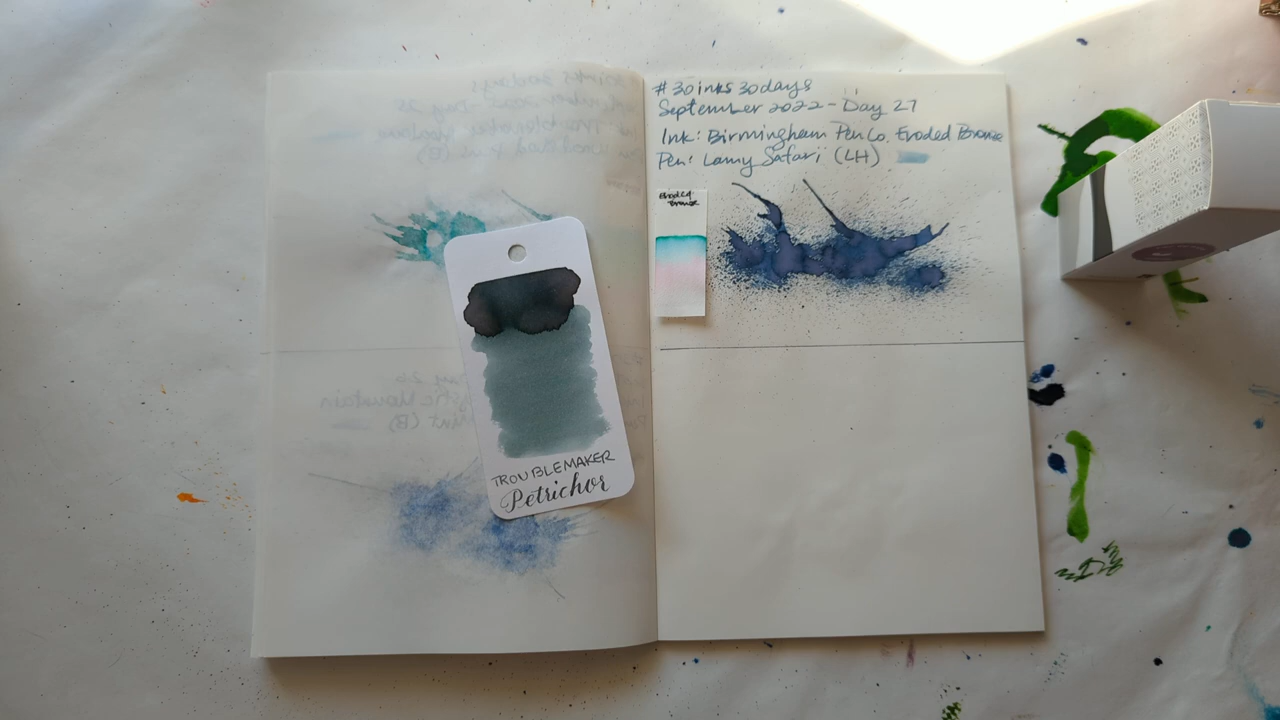 #30inks30days
September 2022 - Day 27
Ink: Birmingham Pen Co. Eroded Bronze
Pen: Lamy Safari (LH)
Eroded
Bronze
TROUBLEMAKER
Petrichor